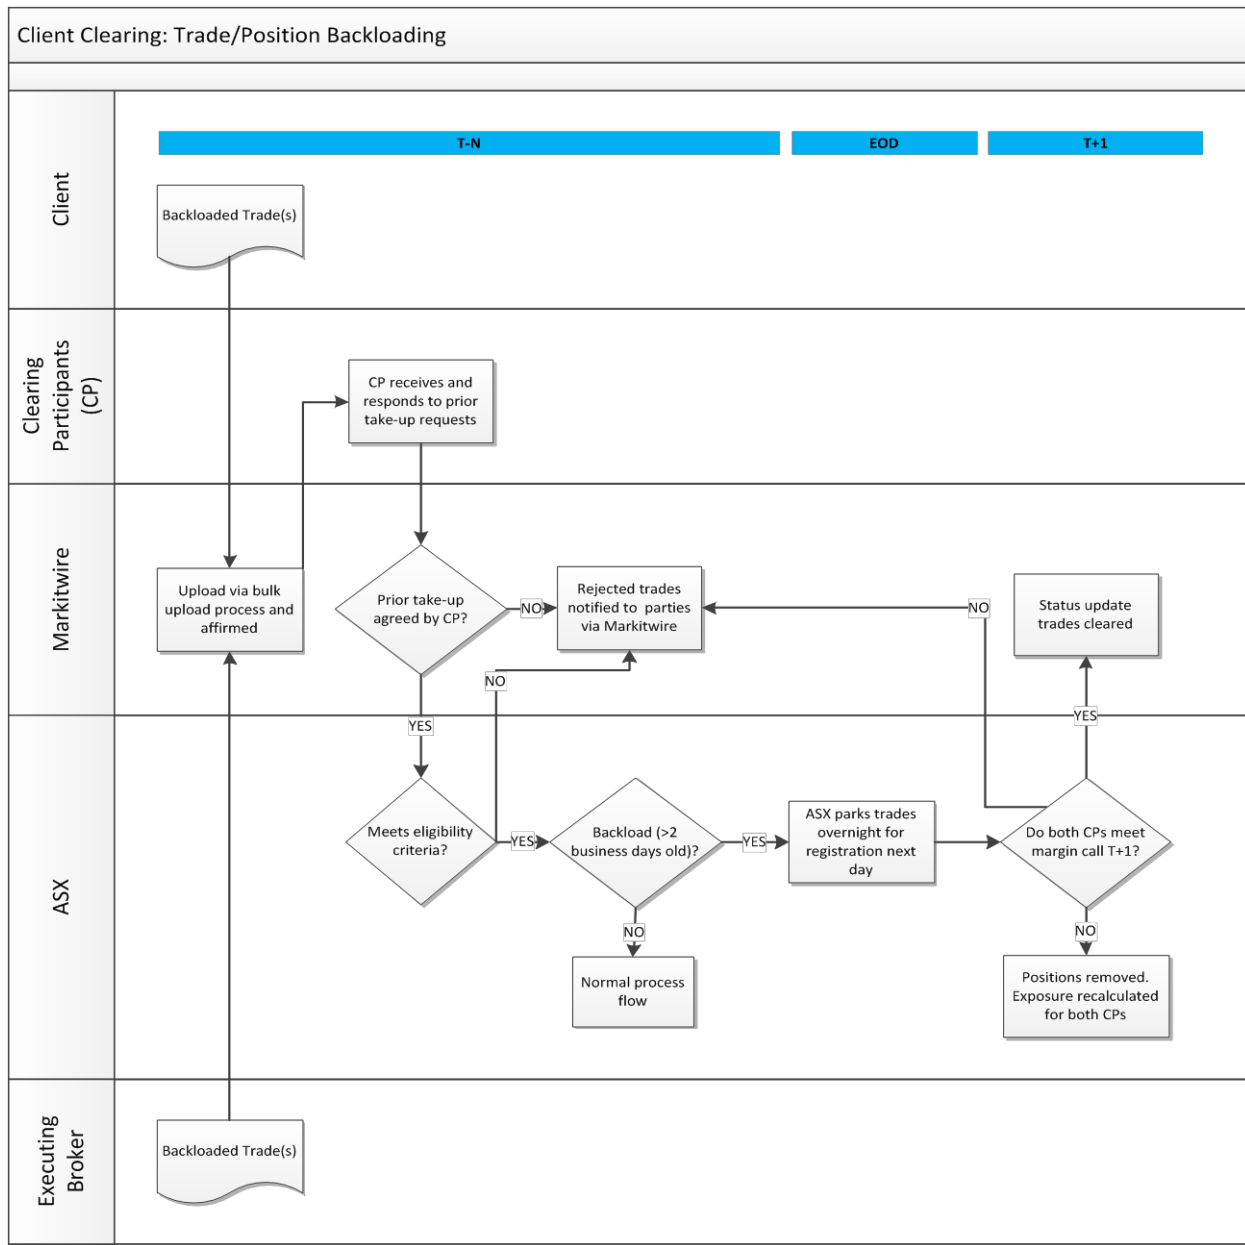 Client Clearing: Trade/Position Backloading
T-N
EOD
T+1
Client
Backloaded Trade(s)
Clearing
Participants
(CP)
CP receives and
responds to prior
take-up requests
Markitwire
Upload via bulk
upload process and
affirmed
Prior take-up
agreed by CP?
NO
Rejected trades
notified to parties
via Markitwire
NO
Status update
trades cleared
NO
YES
YES
ASX
Meets eligibility
criteria?
YES
Backload (>2
business days old)?
YES
ASX parks trades
overnight for
registration next
day
Do both CPs meet
margin call T+1?
NO
NO
Normal process
flow
Positions removed.
Exposure recalculated
for both CPs
Executing
Broker
Backloaded Trade(s)